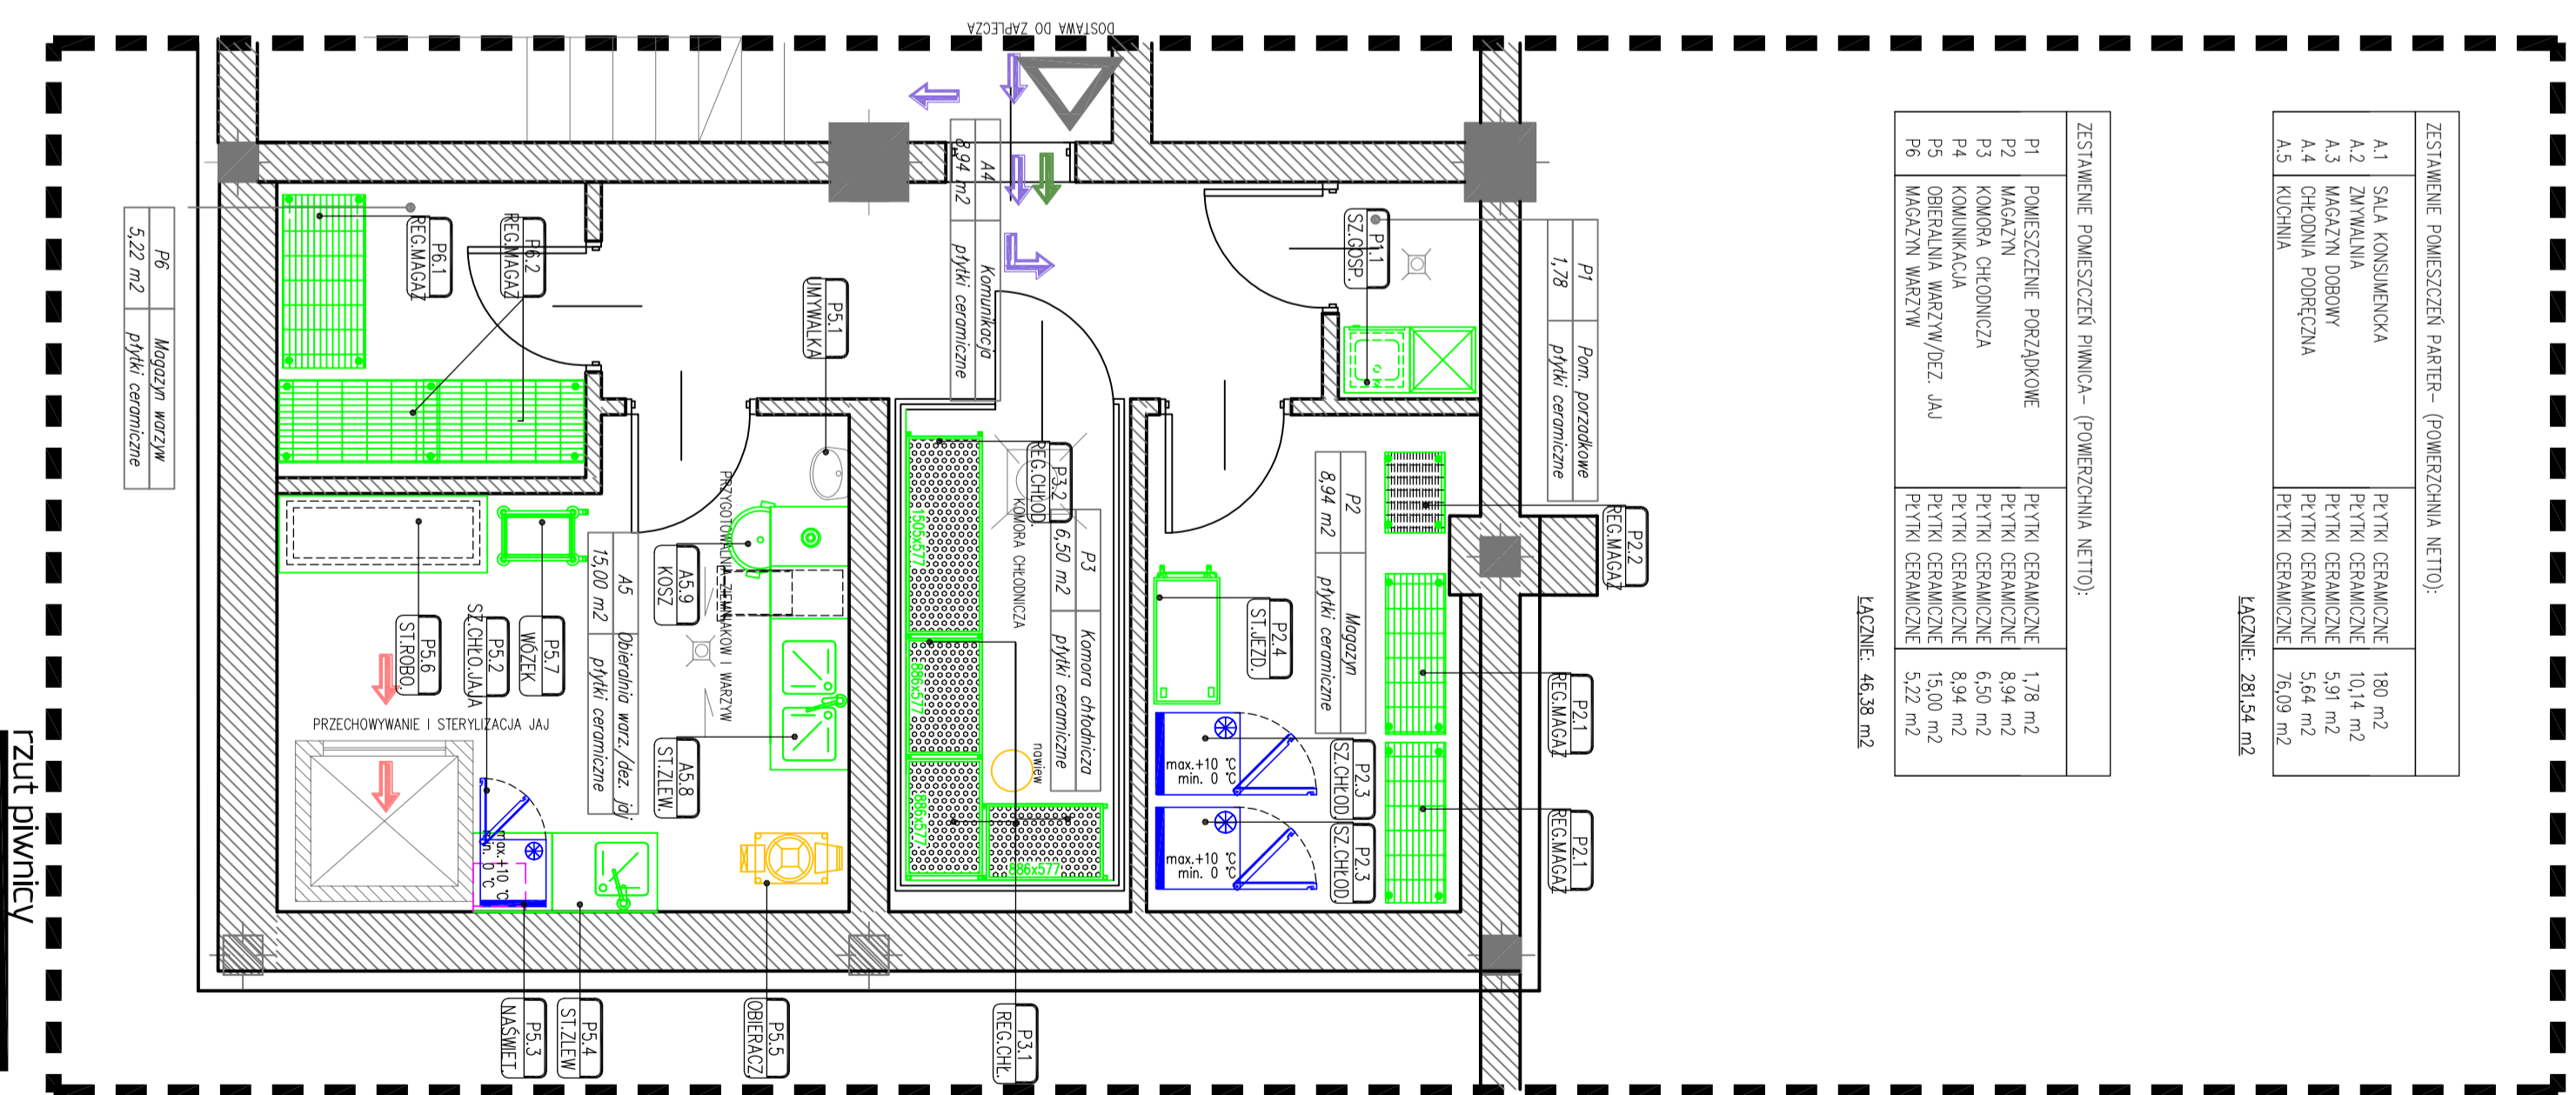 DOSTAWA DO ZAPLECZA
ZESTAWIENIE POMIESZCZEŃ PARTER– (POWIERZCHNIA NETTO):
A.1 SALA KONSUMENCKA PŁYTKI CERAMICZNE 180 m2
A.2 ZMYWALNIA PŁYTKI CERAMICZNE 10,14 m2
A.3 MAGAZYN DOBOWY PŁYTKI CERAMICZNE 5,91 m2
A.4 CHŁODNIA PODRĘCZNA PŁYTKI CERAMICZNE 5,64 m2
A.5 KUCHNIA PŁYTKI CERAMICZNE 76,09 m2
ŁĄCZNIE: 281,54 m2
ZESTAWIENIE POMIESZCZEŃ PIWNICA– (POWIERZCHNIA NETTO):
P1 POMIESZCZENIE PORZĄDKOWE PŁYTKI CERAMICZNE 1,78 m2
P2 MAGAZYN PŁYTKI CERAMICZNE 8,94 m2
P3 KOMORA CHŁODNICZA PŁYTKI CERAMICZNE 6,50 m2
P4 KOMUNIKACJA PŁYTKI CERAMICZNE 8,94 m2
P5 OBIERALNIA WARZYW/DEZ. JAJ PŁYTKI CERAMICZNE 15,00 m2
P6 MAGAZYN WARZYW PŁYTKI CERAMICZNE 5,22 m2
ŁĄCZNIE: 46,38 m2
P1 Pom. porzadkowe
1,78 płytki ceramiczne
P1.1
SZ.GOSP.
P2.2
REG.MAGAZ
P2.1
REG.MAGAZ
P2.1
REG.MAGAZ
P2 Magazyn
8,94 m2 płytki ceramiczne
P2.4
ST.JEZD.
P2.3
SZ.CHŁOD.
P2.3
SZ.CHŁOD.
max.+10 °C
min. 0 °C
max.+10 °C
min. 0 °C
A4 Komunikacja
8,94 m2 płytki ceramiczne
P3.2
REG.CHŁOD.
KOMORA CHŁODNICZA
P3 Komora chłodnicza
6,50 m2 płytki ceramiczne
nawiew
1505x577
886x577
886x577
886x577
P3.1
REG.CHŁ.
P5.1
UMYWALKA
PRZYGOTOWALNIA ZIEMNIAKÓW I WARZYW
A5.9
KOSZ
A5.8
ST.ZLEW.
A5 Obieralnia warz./dez. jaj
15,00 m2 płytki ceramiczne
P5.7
WÓZEK
P5.2
SZ.CHŁO.JAJA
P5.6
ST.ROBO.
PRZECHOWYWANIE I STERYLIZACJA JAJ
max.+10 °C
min. 0 °C
P5.5
OBIERACZ.
P5.4
ST.ZLEW
P5.3
NAŚWIET.
P6.2
REG.MAGAZ
P6.1
REG.MAGAZ
P6 Magazyn warzyw
5,22 m2 płytki ceramiczne
rzut piwnicy